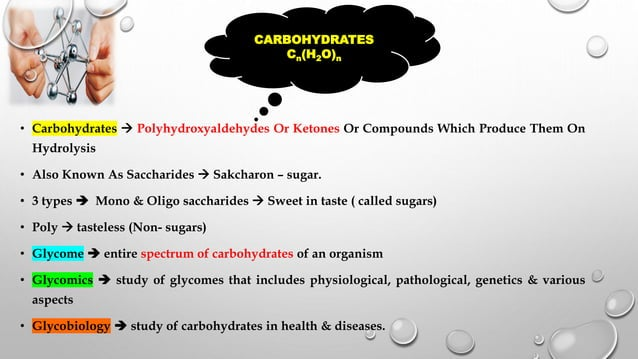 CARBOHYDRATES
Cn(H2O)n
• Carbohydrates → Polyhydroxyaldehydes Or Ketones Or Compounds Which Produce Them On
Hydrolysis
• Also Known As Saccharides → Sakcharon – sugar.
• 3 types → Mono & Oligo saccharides → Sweet in taste ( called sugars)
• Poly → tasteless (Non- sugars)
• Glycome → entire spectrum of carbohydrates of an organism
• Glycomics → study of glycomes that includes physiological, pathological, genetics & various
aspects
• Glycobiology → study of carbohydrates in health & diseases.